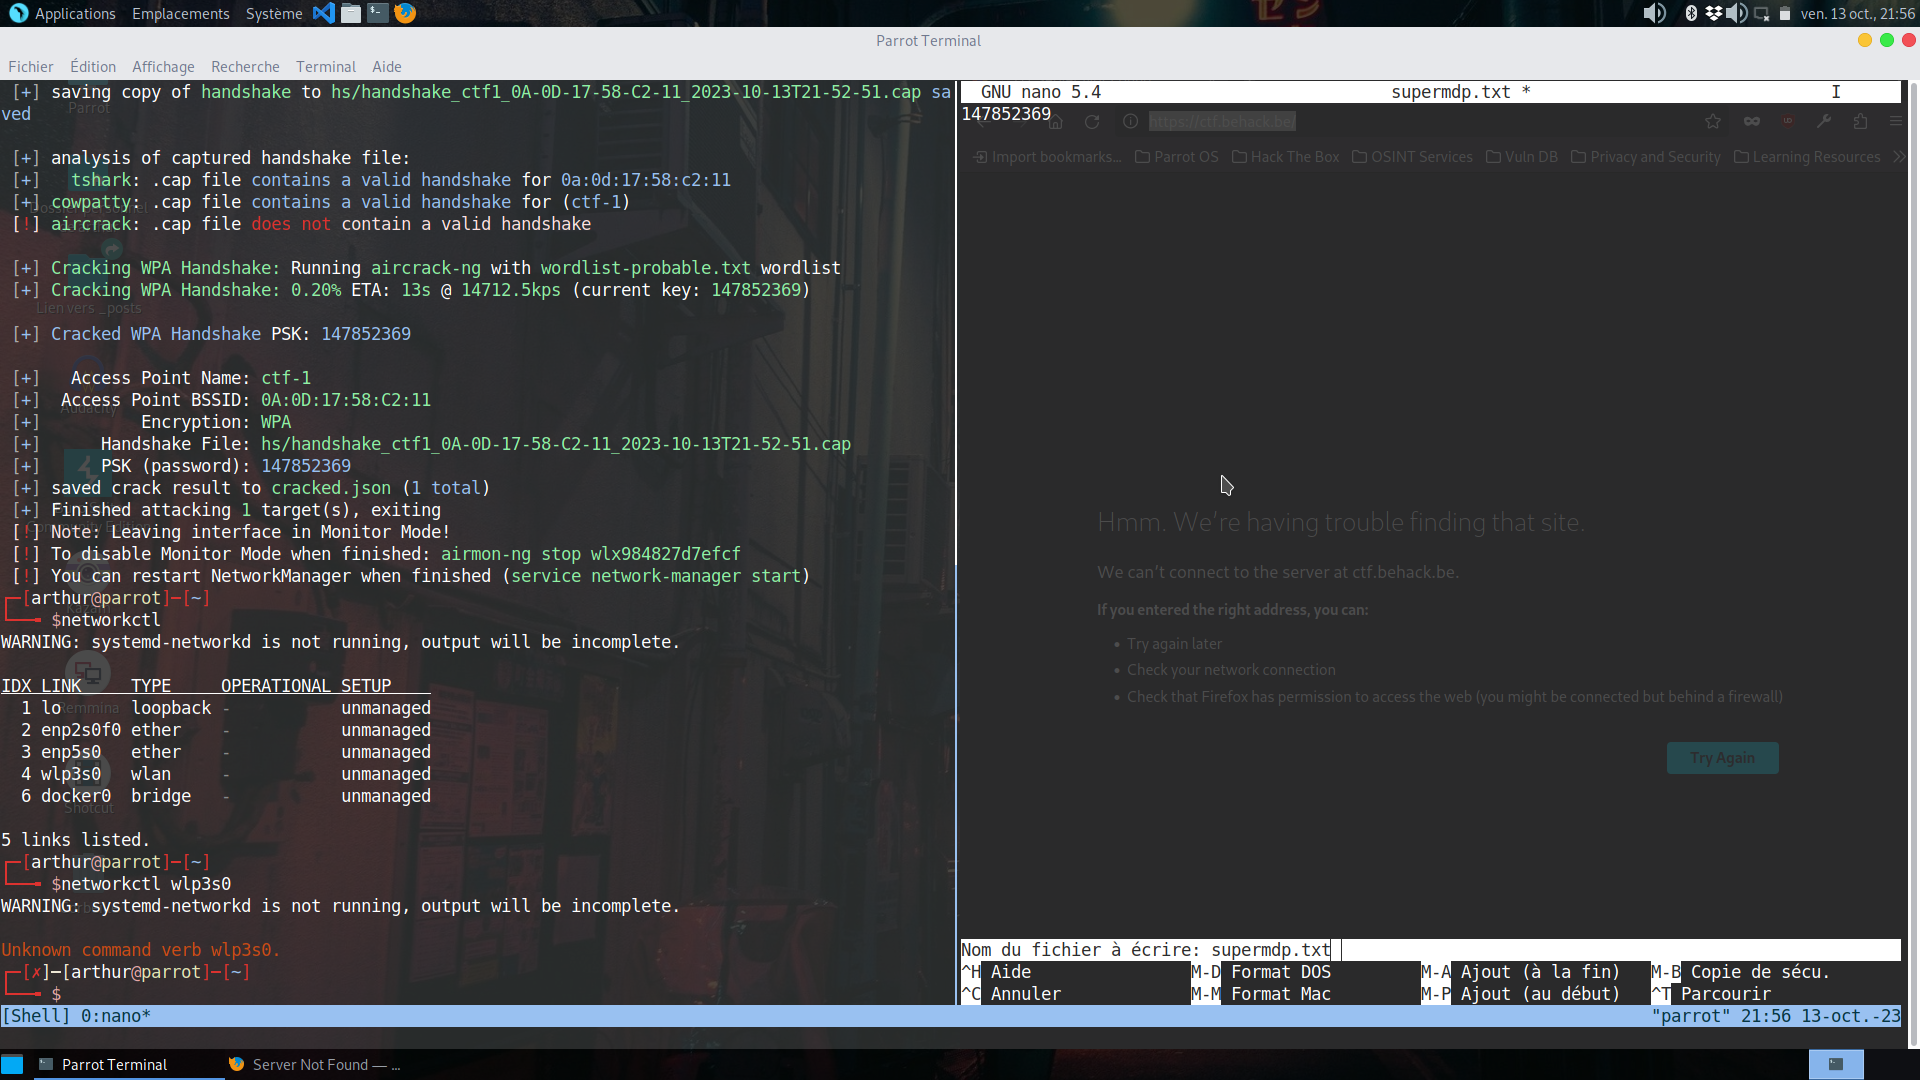 Applications Emplacements Système ven. 13 oct., 21:56
Parrot Terminal
Fichier Édition Affichage Recherche Terminal Aide
[+] saving copy of handshake to hs/handshake_ctf1_0A-0D-17-58-C2-11_2023-10-13T21-52-51.cap sa
ved
[+] analysis of captured handshake file:
[+] tshark: .cap file contains a valid handshake for 0a:0d:17:58:c2:11
[+] cowpatty: .cap file contains a valid handshake for (ctf-1)
[!] aircrack: .cap file does not contain a valid handshake
[+] Cracking WPA Handshake: Running aircrack-ng with wordlist-probable.txt wordlist
[+] Cracking WPA Handshake: 0.20% ETA: 13s @ 14712.5kps (current key: 147852369)
[+] Cracked WPA Handshake PSK: 147852369
[+] Access Point Name: ctf-1
[+] Access Point BSSID: 0A:0D:17:58:C2:11
[+] Encryption: WPA
[+] Handshake File: hs/handshake_ctf1_0A-0D-17-58-C2-11_2023-10-13T21-52-51.cap
[+] PSK (password): 147852369
[+] saved crack result to cracked.json (1 total)
[+] Finished attacking 1 target(s), exiting
[!] Note: Leaving interface in Monitor Mode!
[!] To disable Monitor Mode when finished: airmon-ng stop wlx984827d7efcf
[!] You can restart NetworkManager when finished (service network-manager start)
[arthur@parrot]─[~]
$networkctl
WARNING: systemd-networkd is not running, output will be incomplete.
IDX LINK TYPE OPERATIONAL SETUP
1 lo loopback - unmanaged
2 enp2s0f0 ether - unmanaged
3 enp5s0 ether - unmanaged
4 wlp3s0 wlan - unmanaged
6 docker0 bridge - unmanaged
5 links listed.
[arthur@parrot]─[~]
$networkctl wlp3s0
WARNING: systemd-networkd is not running, output will be incomplete.
Unknown command verb wlp3s0.
[✗]─[arthur@parrot]─[~]
$
Parrot
Lien vers _posts
Audacity
Community Edition
Kazam
Remmina
Shotcut
GNU nano 5.4 supermdp.txt * I
147852369
https://ctf.behack.be/
Import bookmarks... Parrot OS Hack The Box OSINT Services Vuln DB Privacy and Security Learning Resources
Hmm. We're having trouble finding that site.
We can't connect to the server at ctf.behack.be.
If you entered the right address, you can:
• Try again later
• Check your network connection
• Check that Firefox has permission to access the web (you might be connected but behind a firewall)
Try Again
Nom du fichier à écrire: supermdp.txt
^H Aide M-D Format DOS M-A Ajout (à la fin) M-B Copie de sécu.
^C Annuler M-M Format Mac M-P Ajout (au début) ^T Parcourir
[Shell] 0:nano* "parrot" 21:56 13-oct.-23
Parrot Terminal Server Not Found — ...